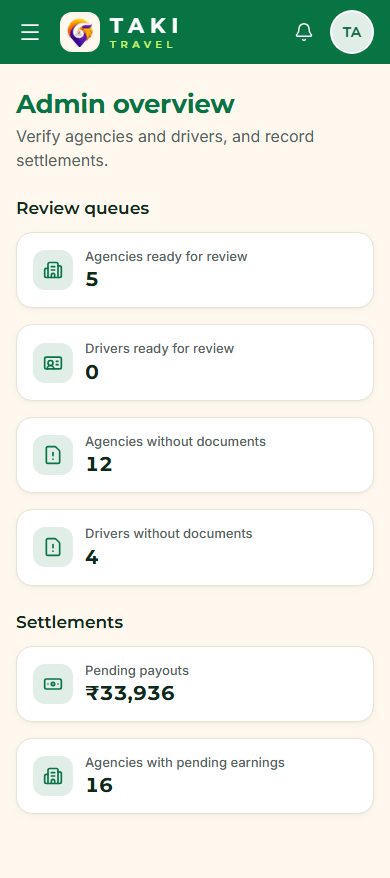 TAKI
TRAVEL
TA
Admin overview
Verify agencies and drivers, and record
settlements.
Review queues
Agencies ready for review
5
Drivers ready for review
0
Agencies without documents
12
Drivers without documents
4
Settlements
Pending payouts
₹33,936
Agencies with pending earnings
16